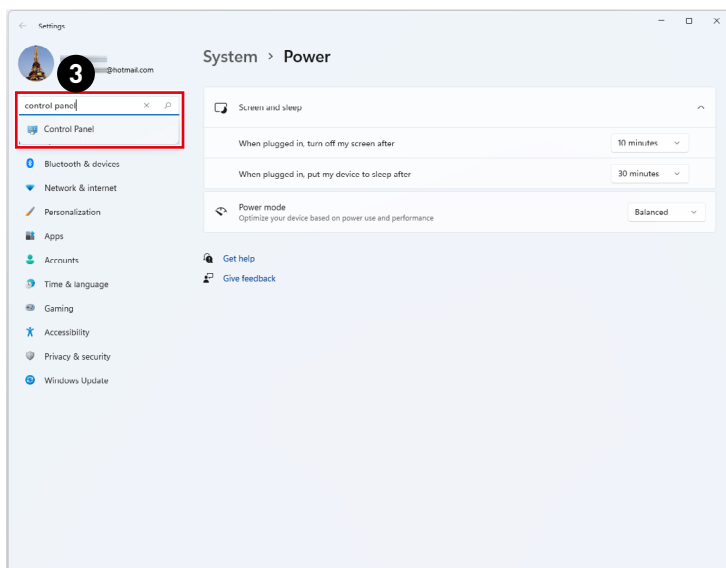 Settings
@hotmail.com
3
System > Power
control panel
Control Panel
Bluetooth & devices
Network & internet
Personalization
Apps
Accounts
Time & language
Gaming
Accessibility
Privacy & security
Windows Update
Screen and sleep
When plugged in, turn off my screen after
10 minutes
When plugged in, put my device to sleep after
30 minutes
Power mode
Optimize your device based on power use and performance
Balanced
Get help
Give feedback